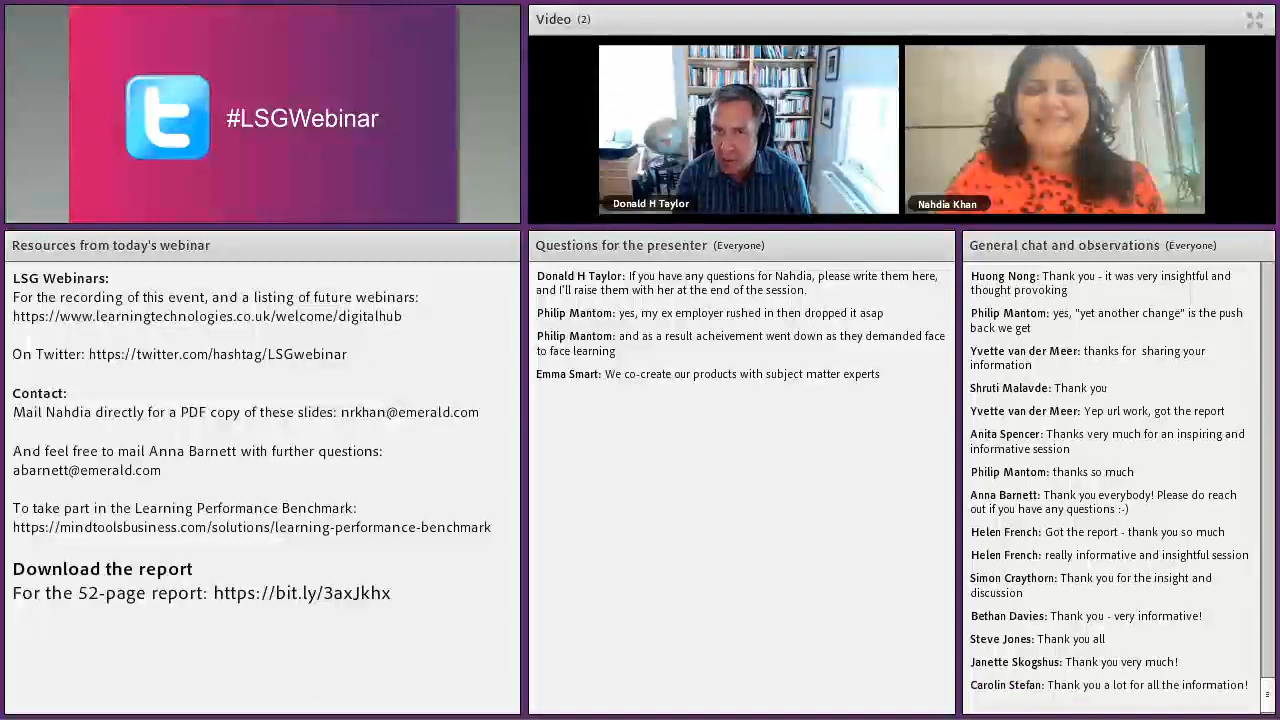 #LSGWebinar
Video (2)
Donald H Taylor
Nahdia Khan
Resources from today's webinar
LSG Webinars:
For the recording of this event, and a listing of future webinars:
https://www.learningtechnologies.co.uk/welcome/digitalhub
On Twitter: https://twitter.com/hashtag/LSGwebinar
Contact:
Mail Nahdia directly for a PDF copy of these slides: nrkhan@emerald.com
And feel free to mail Anna Barnett with further questions:
abarnett@emerald.com
To take part in the Learning Performance Benchmark:
https://mindtoolsbusiness.com/solutions/learning-performance-benchmark
Download the report
For the 52-page report: https://bit.ly/3axJkhx
Questions for the presenter (Everyone)
Donald H Taylor: If you have any questions for Nahdia, please write them here,
and I'll raise them with her at the end of the session.
Philip Mantom: yes, my ex employer rushed in then dropped it asap
Philip Mantom: and as a result acheivement went down as they demanded face
to face learning
Emma Smart: We co-create our products with subject matter experts
General chat and observations (Everyone)
Huong Nong: Thank you - it was very insightful and
thought provoking
Philip Mantom: yes, "yet another change" is the push
back we get
Yvette van der Meer: thanks for sharing your
information
Shruti Malavde: Thank you
Yvette van der Meer: Yep url work, got the report
Anita Spencer: Thanks very much for an inspiring and
informative session
Philip Mantom: thanks so much
Anna Barnett: Thank you everybody! Please do reach
out if you have any questions :-)
Helen French: Got the report - thank you so much
Helen French: really informative and insightful session
Simon Craythorn: Thank you for the insight and
discussion
Bethan Davies: Thank you - very informative!
Steve Jones: Thank you all
Janette Skogshus: Thank you very much!
Carolin Stefan: Thank you a lot for all the information!